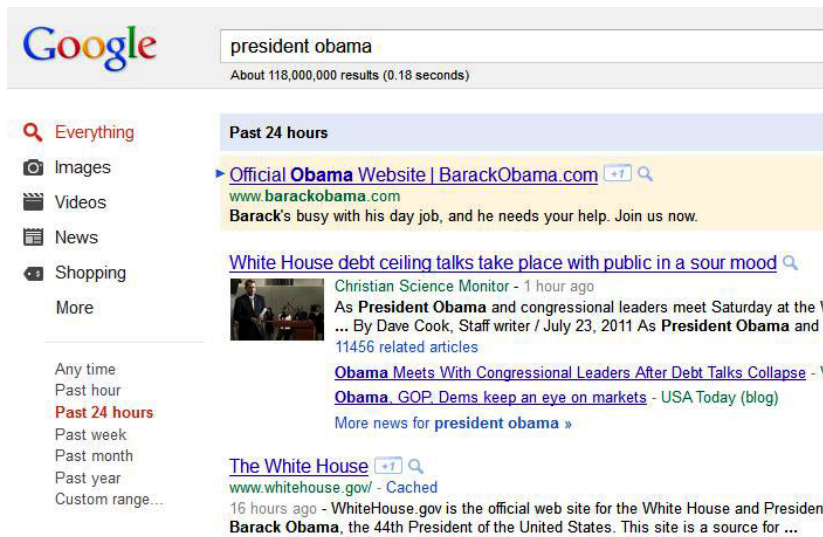 Google
president obama
About 118,000,000 results (0.18 seconds)
Everything
Images
Videos
News
Shopping
More
Any time
Past hour
Past 24 hours
Past week
Past month
Past year
Custom range...
Past 24 hours
Official Obama Website | BarackObama.com +1
www.barackobama.com
Barack's busy with his day job, and he needs your help. Join us now.
White House debt ceiling talks take place with public in a sour mood
Christian Science Monitor - 1 hour ago
As President Obama and congressional leaders meet Saturday at the
... By Dave Cook, Staff writer / July 23, 2011 As President Obama and
11456 related articles
Obama Meets With Congressional Leaders After Debt Talks Collapse -
Obama, GOP, Dems keep an eye on markets - USA Today (blog)
More news for president obama »
The White House +1
www.whitehouse.gov/ - Cached
16 hours ago - WhiteHouse.gov is the official web site for the White House and Presiden
Barack Obama, the 44th President of the United States. This site is a source for ...